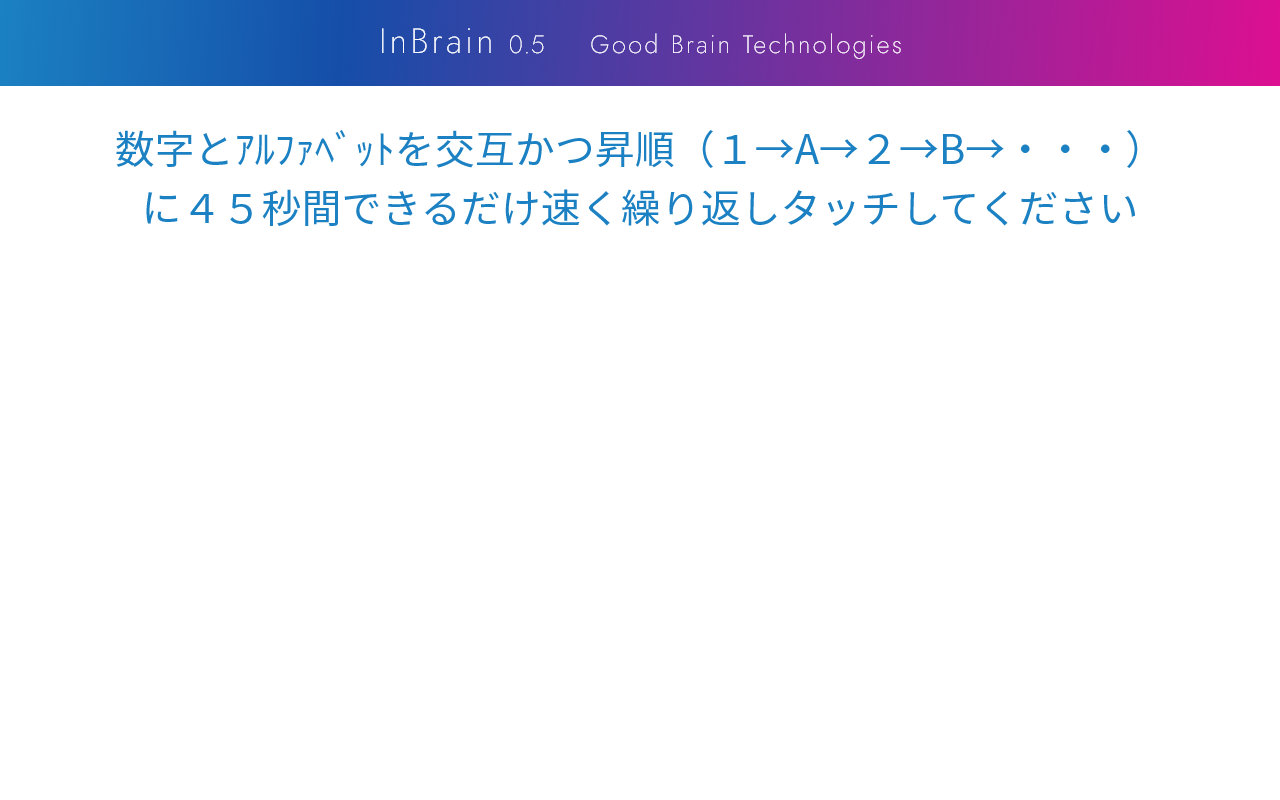 InBrain 0.5 Good Brain Technologies
数字とｱﾙﾌｧﾍﾞｯﾄを交互かつ昇順（１→A→２→B→・・・）
に４５秒間できるだけ速く繰り返しタッチしてください